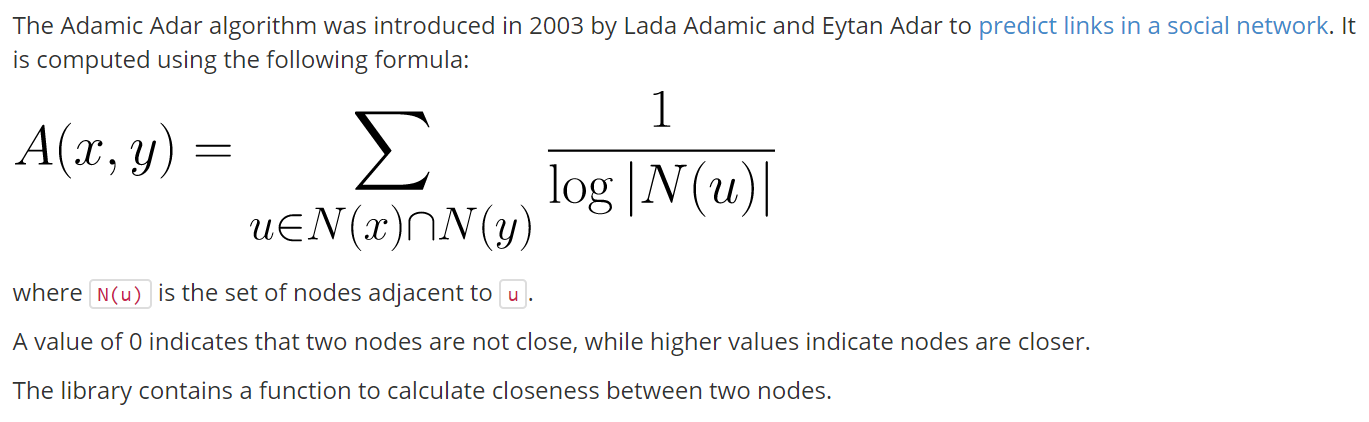 The Adamic Adar algorithm was introduced in 2003 by Lada Adamic and Eytan Adar to predict links in a social network. It
is computed using the following formula:
A(x, y) = ∑ u∈N(x)∩N(y) 1 / log |N(u)|
where N(u) is the set of nodes adjacent to u.
A value of 0 indicates that two nodes are not close, while higher values indicate nodes are closer.
The library contains a function to calculate closeness between two nodes.